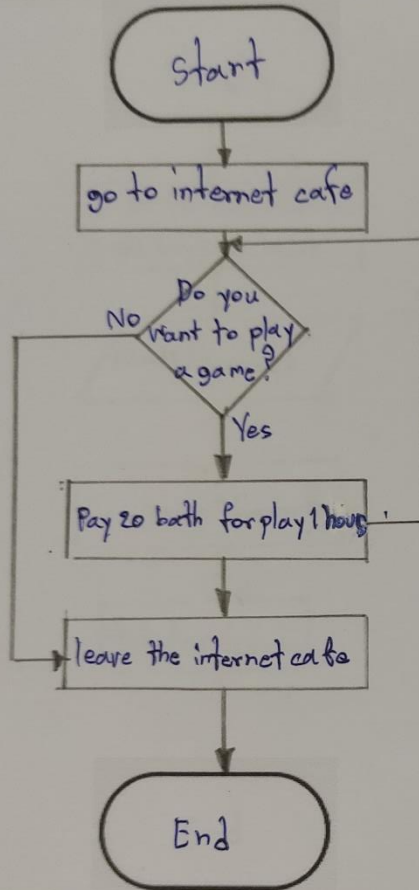 Start
go to internet cafe
Do you
want to play
a game?
No
Yes
Pay 20 bath for play 1 hour
leave the internet cafe
End